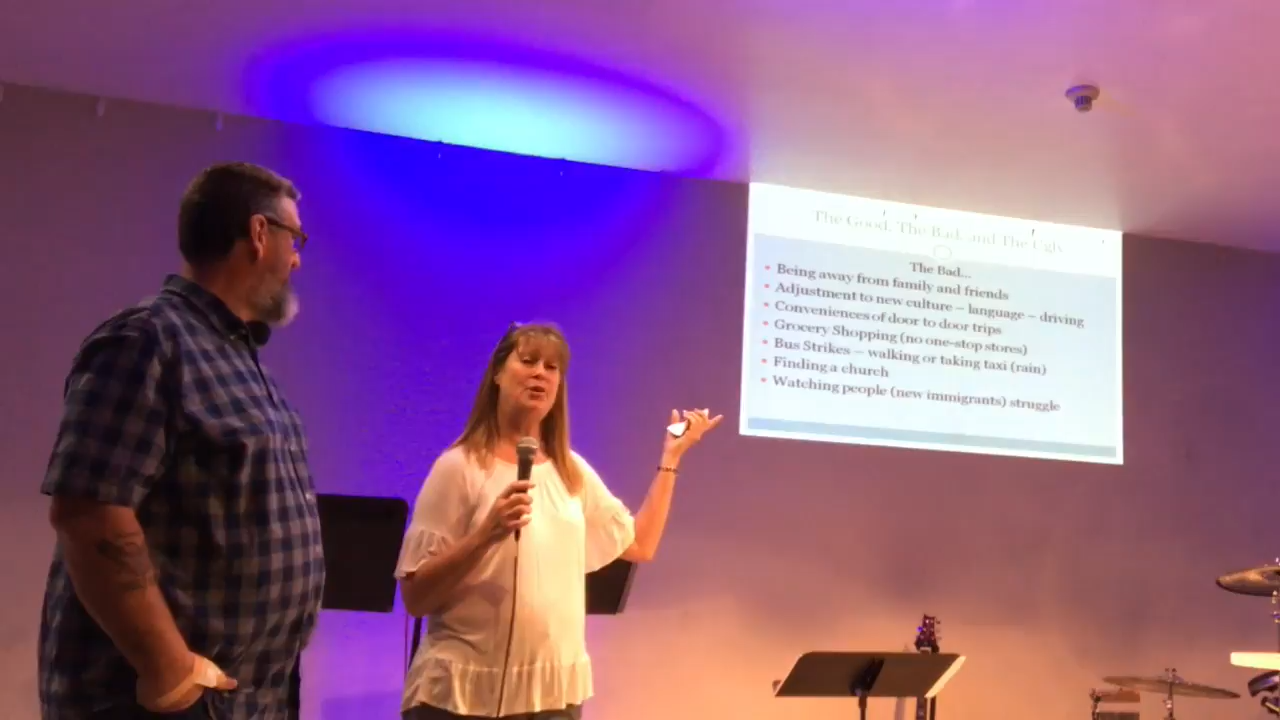 The Good, The Bad, and The Ugly
The Bad...
Being away from family and friends
Adjustment to new culture – language – driving
Conveniences of door to door trips
Grocery Shopping (no one-stop stores)
Bus Strikes – walking or taking taxi (rain)
Finding a church
Watching people (new immigrants) struggle